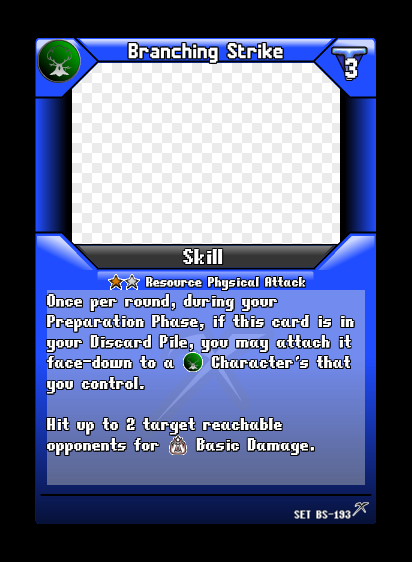 Branching Strike
3
Skill
Resource Physical Attack
Once per round, during your
Preparation Phase, if this card is in
your Discard Pile, you may attach it
face-down to a Character's that
you control.
Hit up to 2 target reachable
opponents for Basic Damage.
SET BS-193